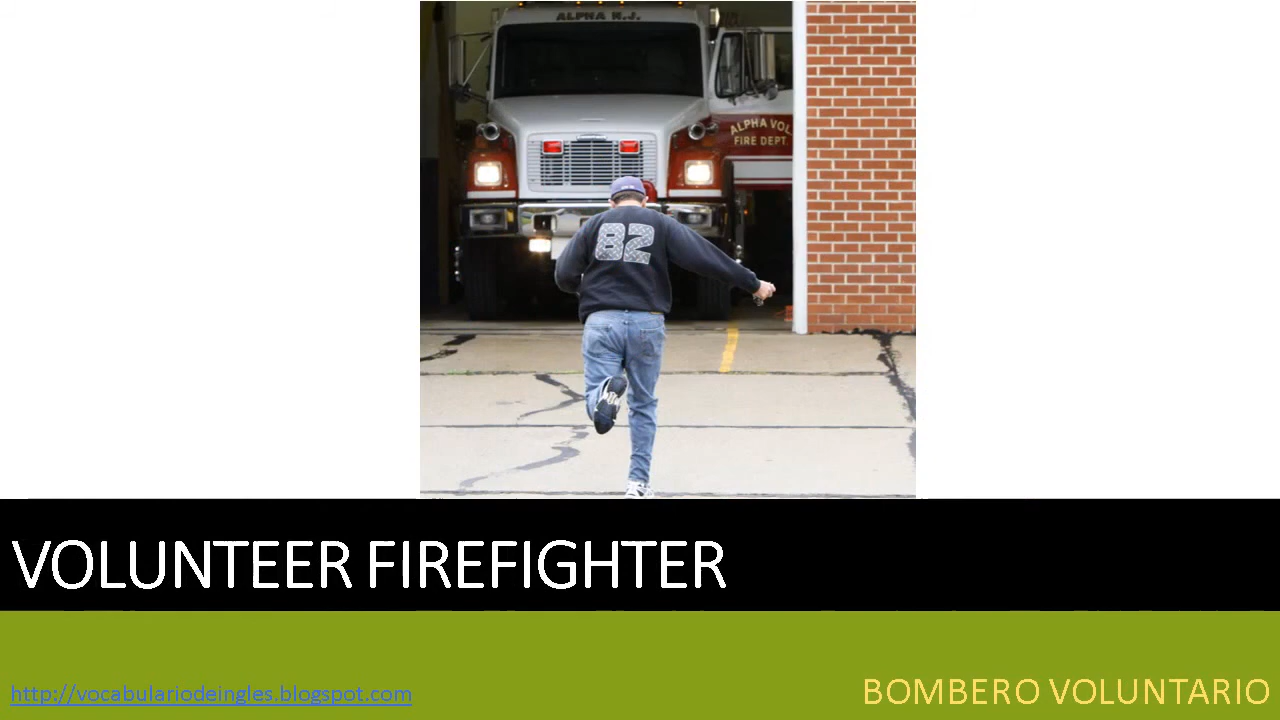 ALPHA N.J.
ALPHA VOL.
FIRE DEPT.
82
VOLUNTEER FIREFIGHTER
http://vocabulariodeingles.blogspot.com
BOMBERO VOLUNTARIO